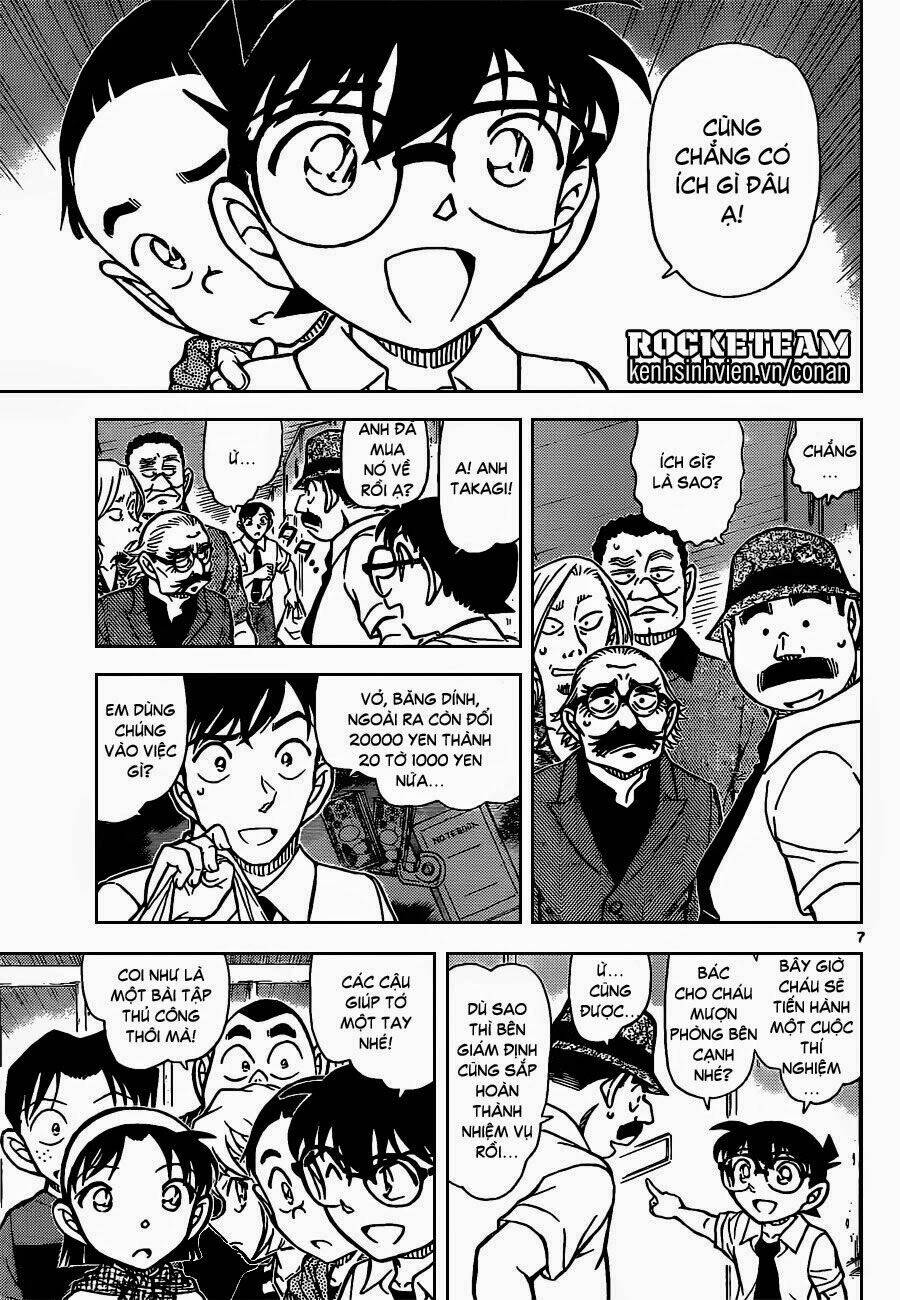 CŨNG
CHẲNG CÓ
ÍCH GÌ ĐÂU
Ạ!
ROCKETEAM
kenhsinhvien.vn/conan
CHẲNG
...
ÍCH GÌ?
LÀ SAO?
A! ANH
TAKAGI!
ANH ĐÃ
MUA
NÓ VỀ
RỒI Ạ?
Ừ...
VỚ, BĂNG DÍNH,
NGOÀI RA CÒN ĐỔI
20000 YEN THÀNH
20 TỜ 1000 YEN
NỮA...
NOTEBOOK
EM DÙNG
CHÚNG
VÀO VIỆC
GÌ?
7
BÂY GIỜ
CHÁU SẼ
TIẾN HÀNH
MỘT CUỘC
THÍ
NGHIỆM
...
BÁC
CHO CHÁU
MƯỢN
PHÒNG BÊN
CẠNH NHÉ?
Ừ...
CŨNG
ĐƯỢC..
DÙ SAO
THÌ BÊN
GIÁM ĐỊNH
CŨNG SẮP
HOÀN
THÀNH
NHIỆM VỤ
RỒI...
CÁC CẬU
GIÚP TỚ
MỘT TAY
NHÉ!
COI NHƯ LÀ
MỘT BÀI TẬP
THỦ CÔNG
THÔI MÀ!